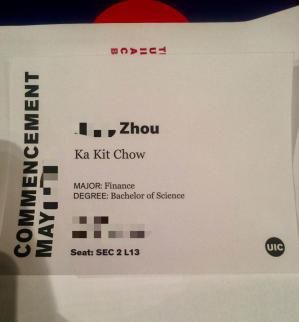 COMMENCEMENT
MAY
Zhou
Ka Kit Chow
MAJOR: Finance
DEGREE: Bachelor of Science
Seat: SEC 2 L13
UIC